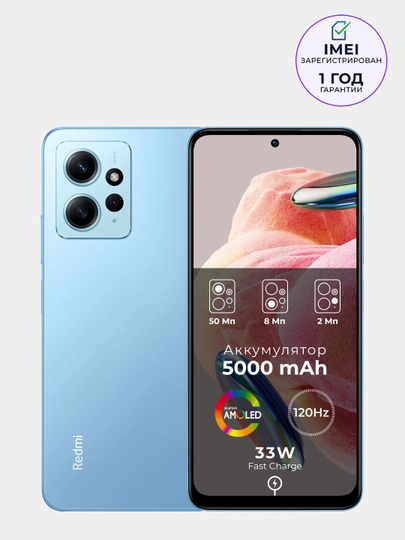 IMEI
ЗАРЕГИСТРИРОВАН
1 ГОД
ГАРАНТИИ
50 Мп
8 Мп
2 Мп
Аккумулятор
5000 mAh
SUPER
AMOLED
120Hz
33W
Fast Charge
Redmi